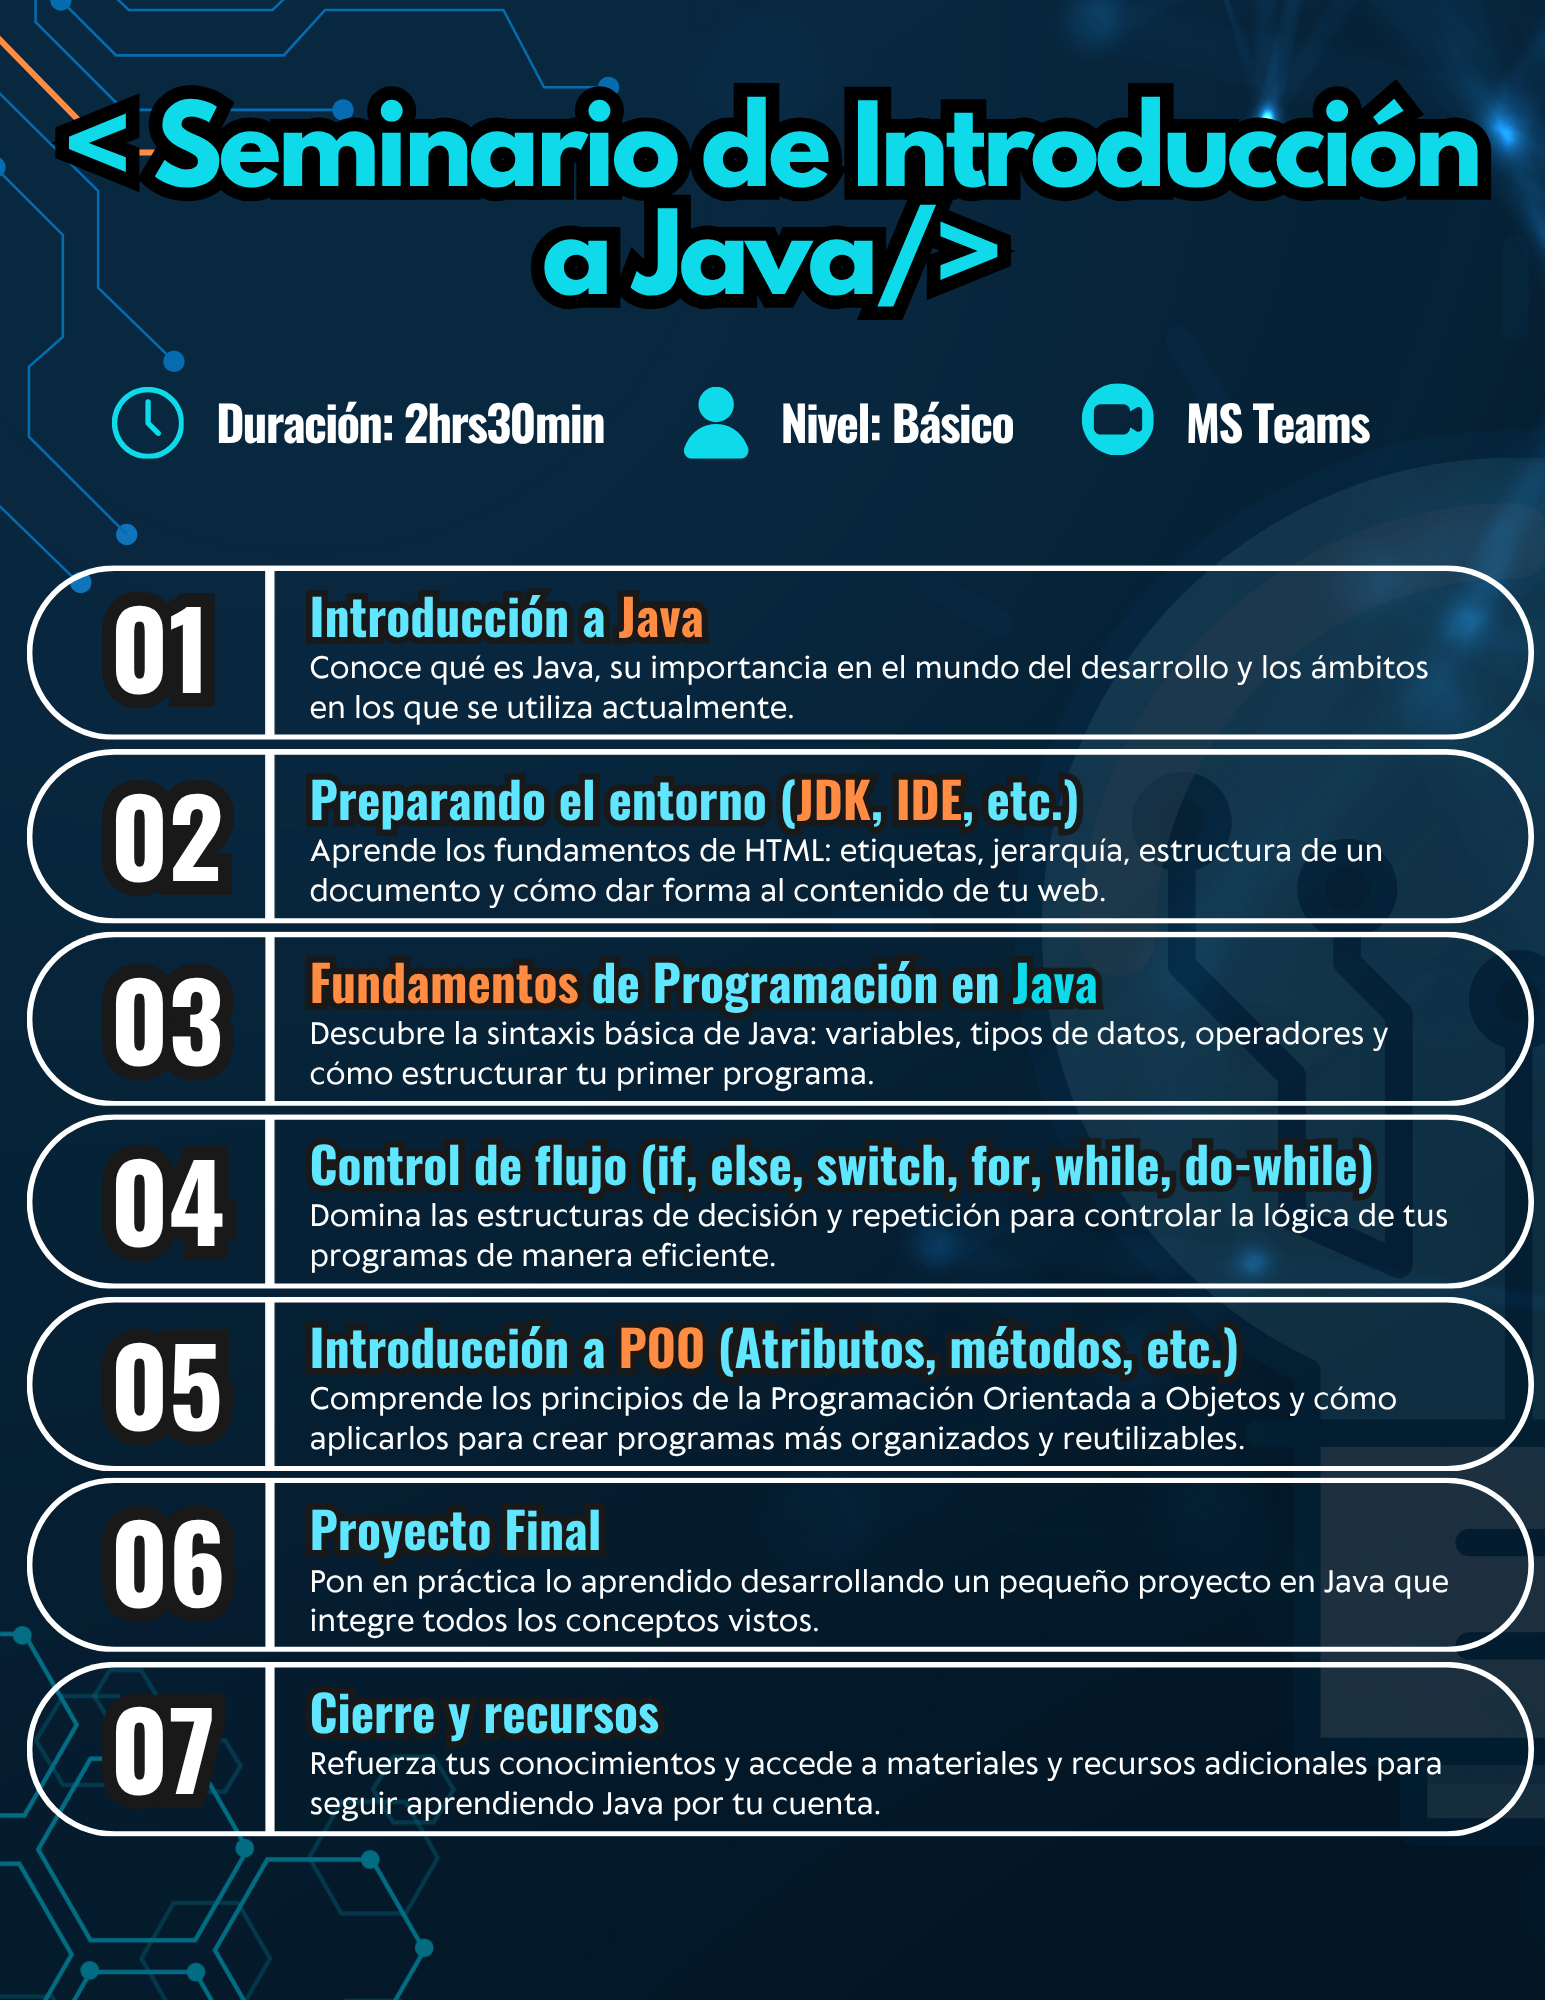 < Seminario de Introducción
a Java/>
Duración: 2hrs30min
Nivel: Básico
MS Teams
01
Introducción a Java
Conoce qué es Java, su importancia en el mundo del desarrollo y los ámbitos
en los que se utiliza actualmente.
02
Preparando el entorno (JDK, IDE, etc.)
Aprende los fundamentos de HTML: etiquetas, jerarquía, estructura de un
documento y cómo dar forma al contenido de tu web.
03
Fundamentos de Programación en Java
Descubre la sintaxis básica de Java: variables, tipos de datos, operadores y
cómo estructurar tu primer programa.
04
Control de flujo (if, else, switch, for, while, do-while)
Domina las estructuras de decisión y repetición para controlar la lógica de tus
programas de manera eficiente.
05
Introducción a POO (Atributos, métodos, etc.)
Comprende los principios de la Programación Orientada a Objetos y cómo
aplicarlos para crear programas más organizados y reutilizables.
06
Proyecto Final
Pon en práctica lo aprendido desarrollando un pequeño proyecto en Java que
integre todos los conceptos vistos.
07
Cierre y recursos
Refuerza tus conocimientos y accede a materiales y recursos adicionales para
seguir aprendiendo Java por tu cuenta.